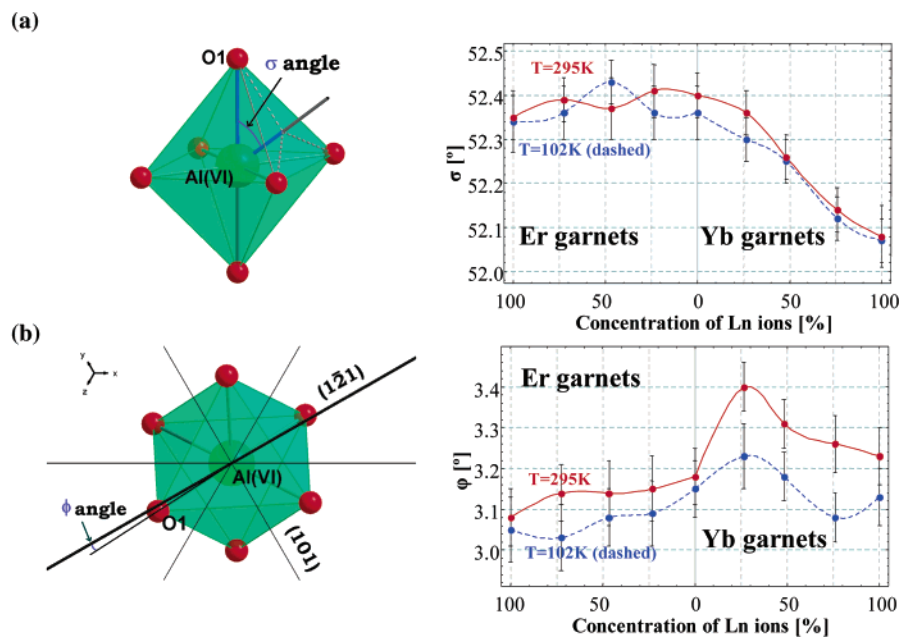 (a)
O1
σ angle
Al(VI)
52.5
52.4
52.3
52.2
52.1
52.0
σ [°]
T=295K
T=102K (dashed)
Er garnets
Yb garnets
100
50
0
50
100
Concentration of Ln ions [%]
(b)
y
x
z
(12̄1)
Al(VI)
ϕ angle
O1
(101)
3.4
3.3
3.2
3.1
3.0
φ [°]
Er garnets
T=295K
T=102K (dashed)
Yb garnets
100
50
0
50
100
Concentration of Ln ions [%]